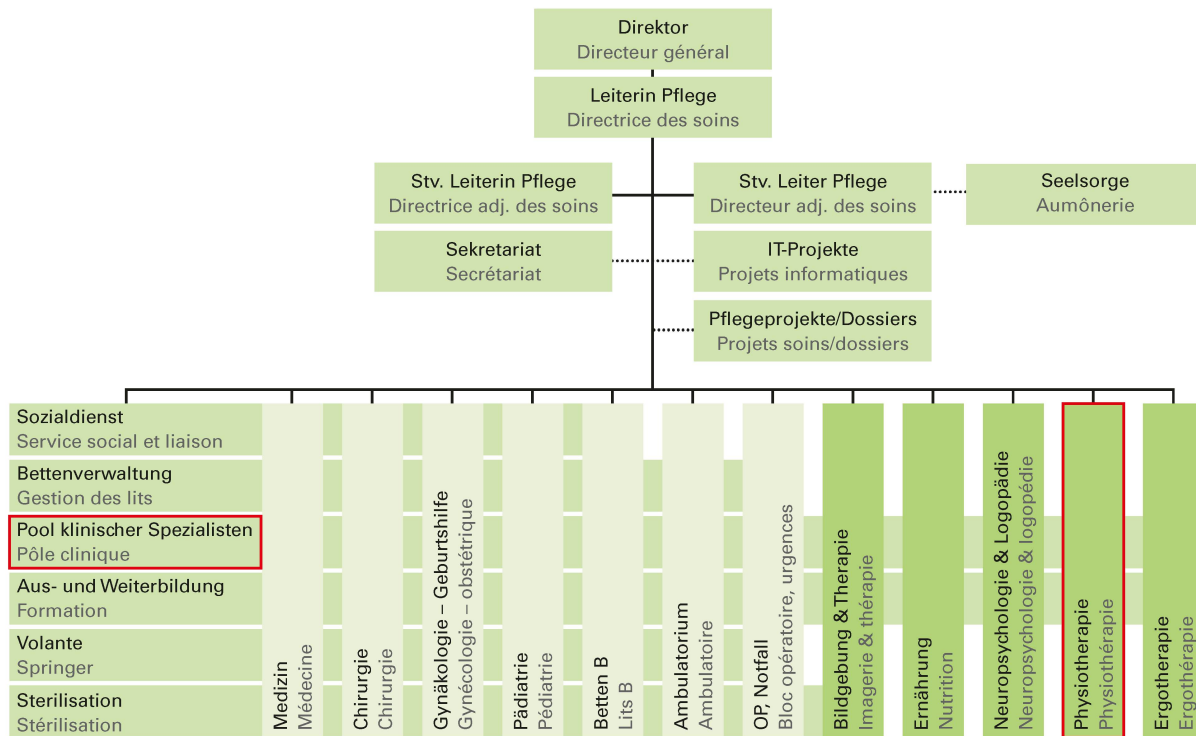 Direktor
Directeur général
Leiterin Pflege
Directrice des soins
Stv. Leiterin Pflege
Directrice adj. des soins
Stv. Leiter Pflege
Directeur adj. des soins
Seelsorge
Aumônerie
Sekretariat
Secrétariat
IT-Projekte
Projets informatiques
Pflegeprojekte/Dossiers
Projets soins/dossiers
Sozialdienst
Service social et liaison
Bettenverwaltung
Gestion des lits
Pool klinischer Spezialisten
Pôle clinique
Aus- und Weiterbildung
Formation
Volante
Springer
Sterilisation
Stérilisation
Medizin
Médecine
Chirurgie
Chirurgie
Gynäkologie – Geburtshilfe
Gynécologie – obstétrique
Pädiatrie
Pédiatrie
Betten B
Lits B
Ambulatorium
Ambulatoire
OP, Notfall
Bloc opératoire, urgences
Bildgebung & Therapie
Imagerie & thérapie
Ernährung
Nutrition
Neuropsychologie & Logopädie
Neuropsychologie & logopédie
Physiotherapie
Physiothérapie
Ergotherapie
Ergothérapie